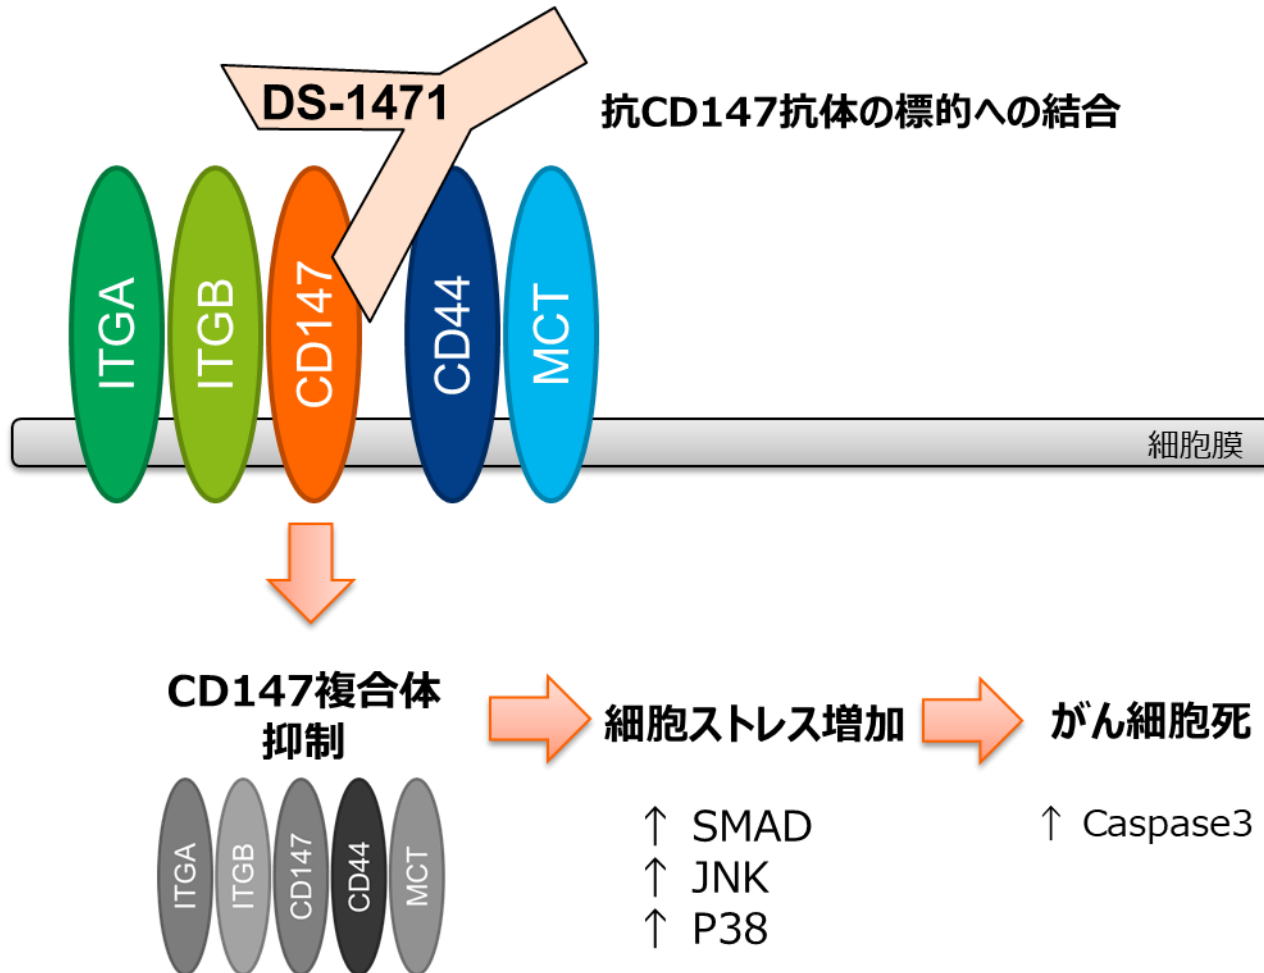 DS-1471
抗CD147抗体の標的への結合
ITGA
ITGB
CD147
CD44
MCT
細胞膜
CD147複合体
抑制
細胞ストレス増加
がん細胞死
ITGA
ITGB
CD147
CD44
MCT
↑ SMAD
↑ JNK
↑ P38
↑ Caspase3